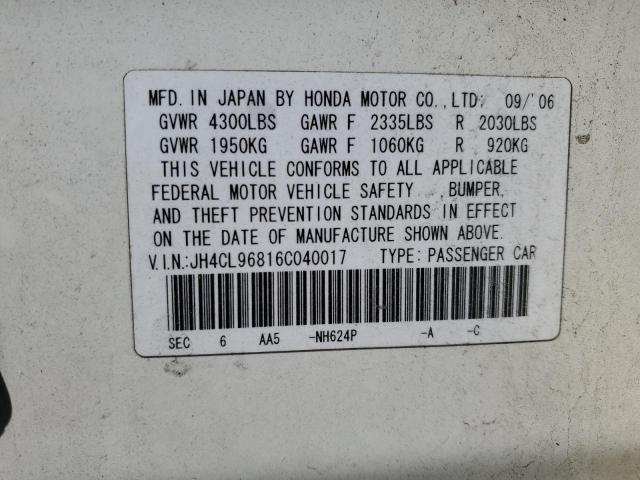 MFD. IN JAPAN BY HONDA MOTOR CO.,LTD. 09/'06
GVWR 4300LBS GAWR F 2335LBS R 2030LBS
GVWR 1950KG GAWR F 1060KG R 920KG
THIS VEHICLE CONFORMS TO ALL APPLICABLE
FEDERAL MOTOR VEHICLE SAFETY ,BUMPER,
AND THEFT PREVENTION STANDARDS IN EFFECT
ON THE DATE OF MANUFACTURE SHOWN ABOVE.
V.I.N.:JH4CL96816C040017 TYPE: PASSENGER CAR
SEC 6 AA5 -NH624P -A -C